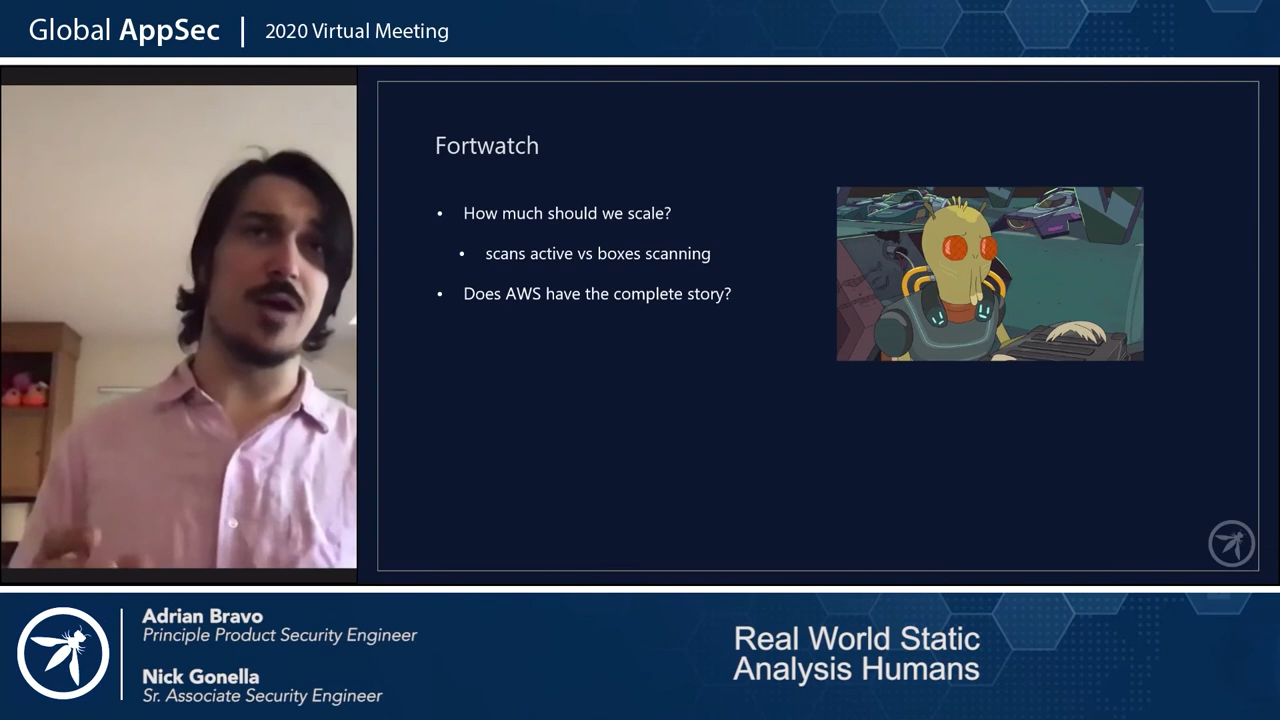 Global AppSec | 2020 Virtual Meeting
Fortwatch
• How much should we scale?
• scans active vs boxes scanning
• Does AWS have the complete story?
Adrian Bravo
Principle Product Security Engineer
Nick Gonella
Sr. Associate Security Engineer
Real World Static
Analysis Humans